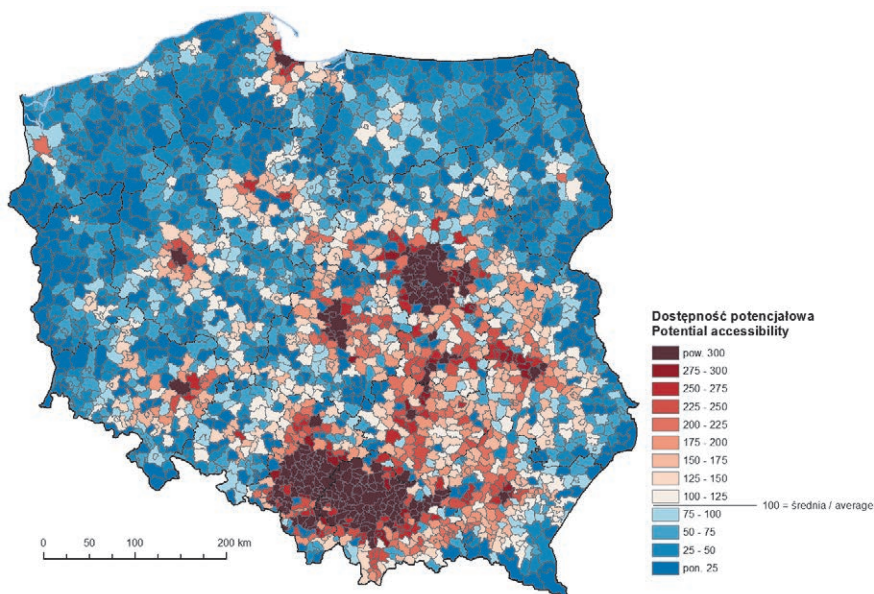 Dostępność potencjałowa
Potential accessibility
pow. 300
275 - 300
250 - 275
225 - 250
200 - 225
175 - 200
150 - 175
125 - 150
100 - 125
100 = średnia / average
75 - 100
50 - 75
25 - 50
pon. 25
0 50 100 200 km